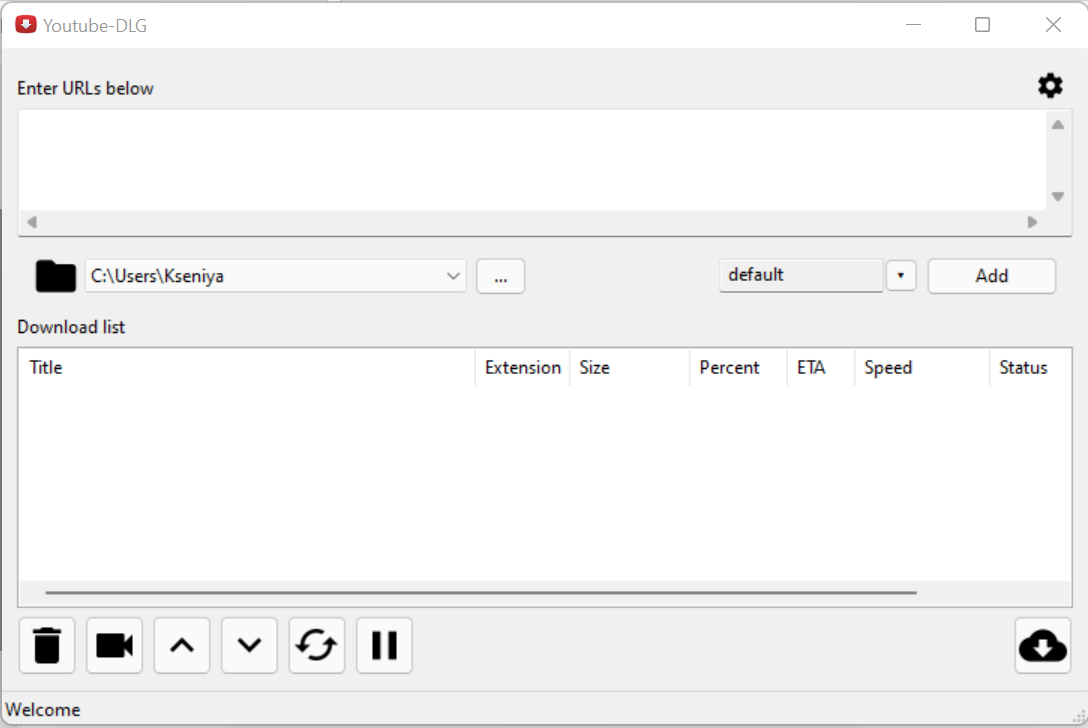 Youtube-DLG
Enter URLs below
C:\Users\Kseniya
...
default
Add
Download list
Title Extension Size Percent ETA Speed Status
Welcome